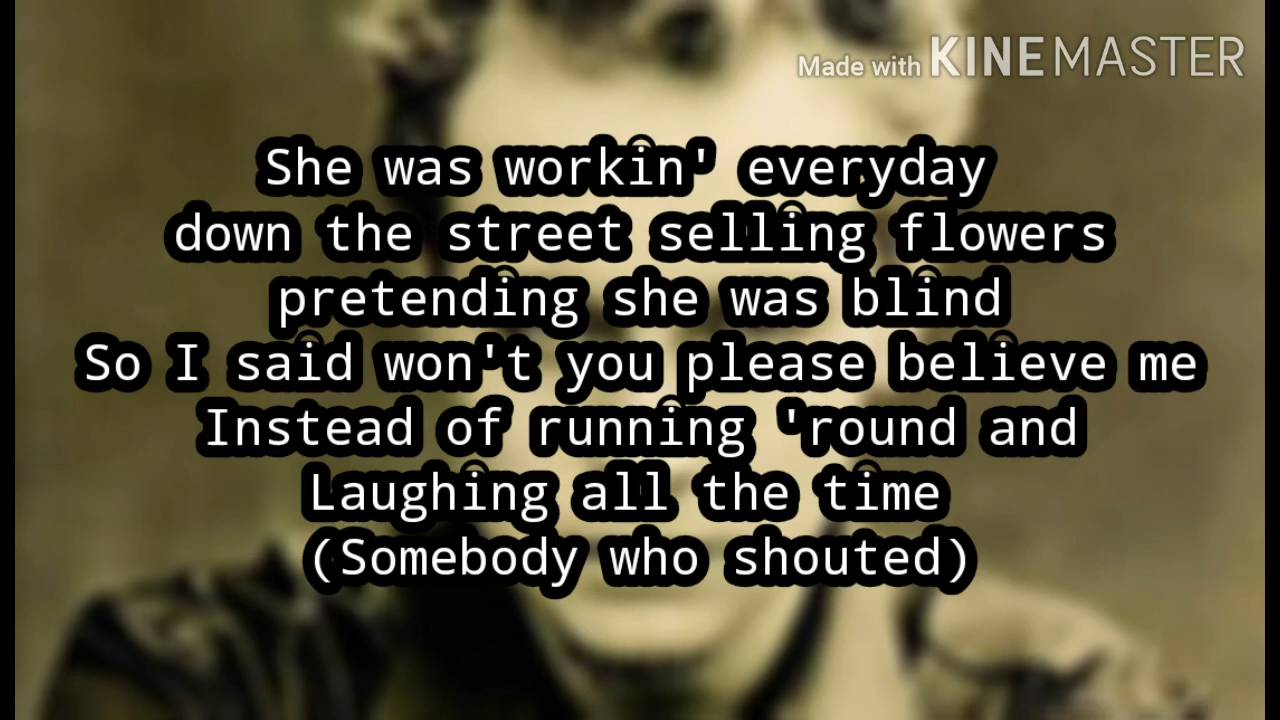 Made with KINEMASTER
She was workin' everyday
down the street selling flowers
pretending she was blind
So I said won't you please believe me
Instead of running 'round and
Laughing all the time
(Somebody who shouted)